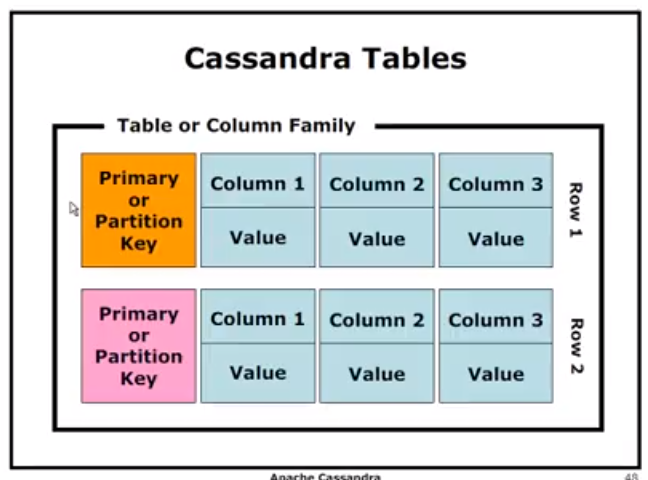 Cassandra Tables
Table or Column Family
Primary
or
Partition
Key
Column 1
Value
Column 2
Value
Column 3
Value
Row 1
Primary
or
Partition
Key
Column 1
Value
Column 2
Value
Column 3
Value
Row 2
Apache Cassandra
48